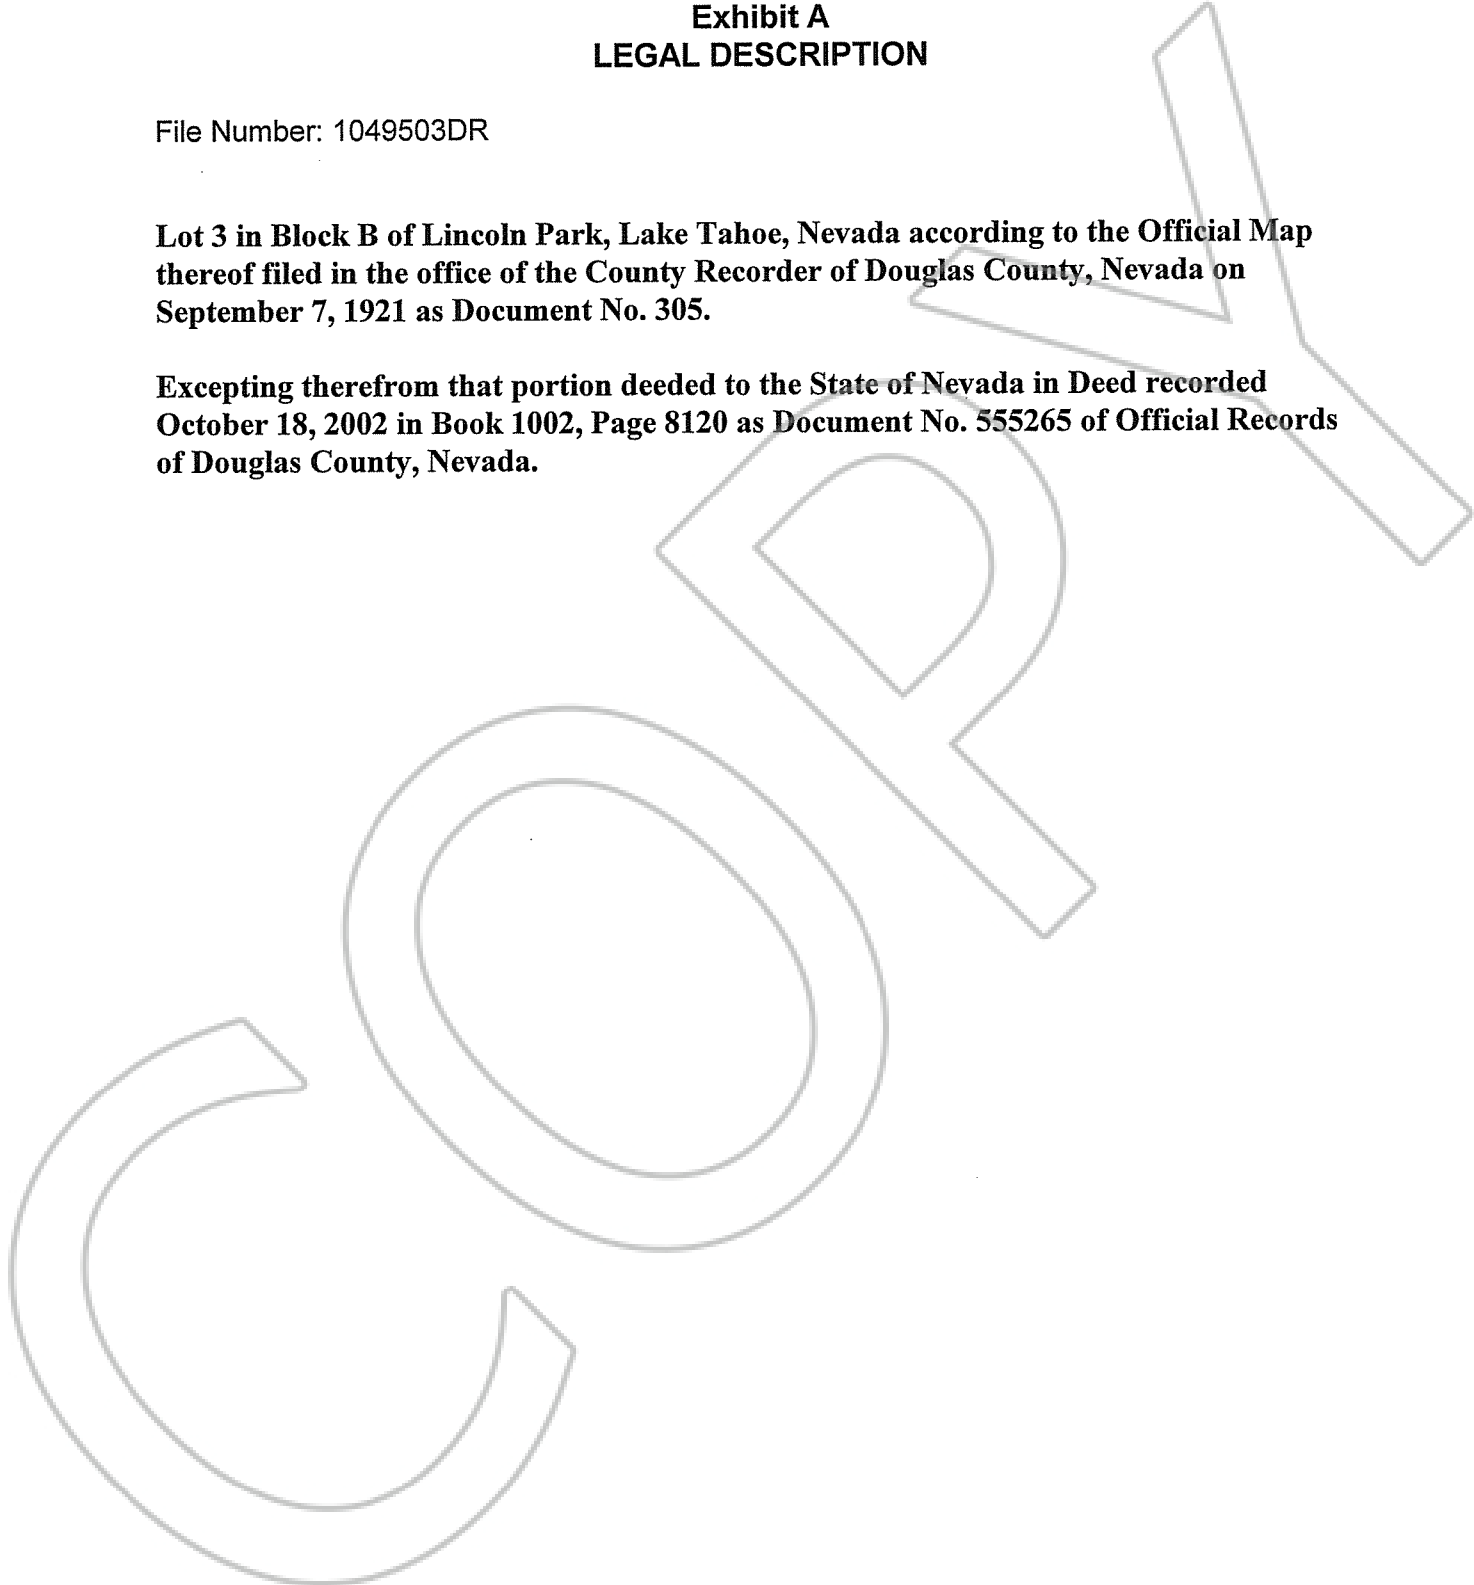 Exhibit A
LEGAL DESCRIPTION
File Number: 1049503DR
Lot 3 in Block B of Lincoln Park, Lake Tahoe, Nevada according to the Official Map
thereof filed in the office of the County Recorder of Douglas County, Nevada on
September 7, 1921 as Document No. 305.
Excepting therefrom that portion deeded to the State of Nevada in Deed recorded
October 18, 2002 in Book 1002, Page 8120 as Document No. 555265 of Official Records
of Douglas County, Nevada.
COPY